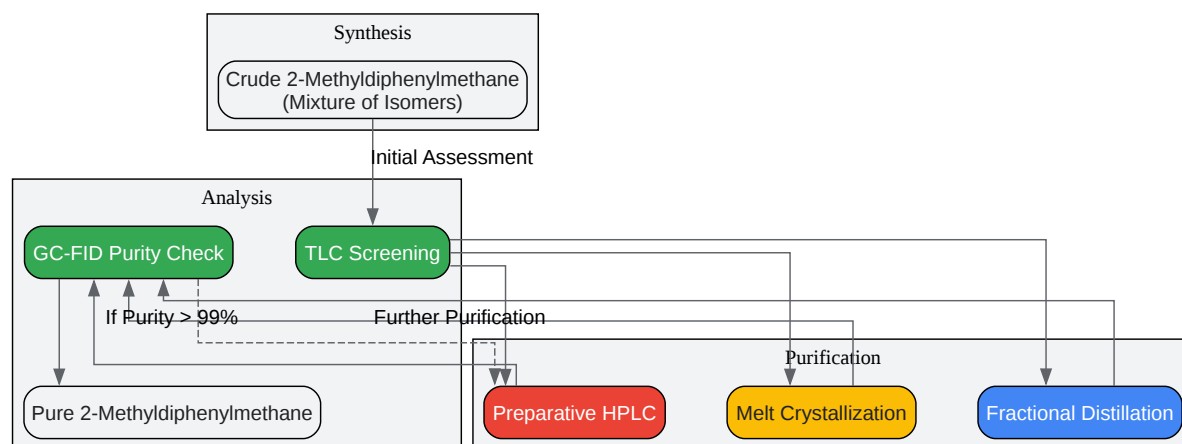 Synthesis
Crude 2-Methyldiphenylmethane
(Mixture of Isomers)
Initial Assessment
Analysis
GC-FID Purity Check
TLC Screening
If Purity > 99%
Further Purification
Purification
Pure 2-Methyldiphenylmethane
Preparative HPLC
Melt Crystallization
Fractional Distillation